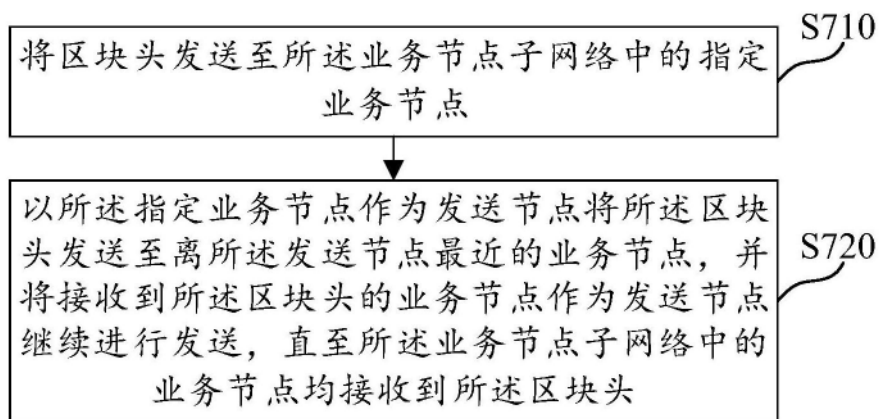 将区块头发送至所述业务节点子网络中的指定
业务节点
S710
以所述指定业务节点作为发送节点将所述区块
头发送至离所述发送节点最近的业务节点，并
将接收到所述区块头的业务节点作为发送节点
继续进行发送，直至所述业务节点子网络中的
业务节点均接收到所述区块头
S720